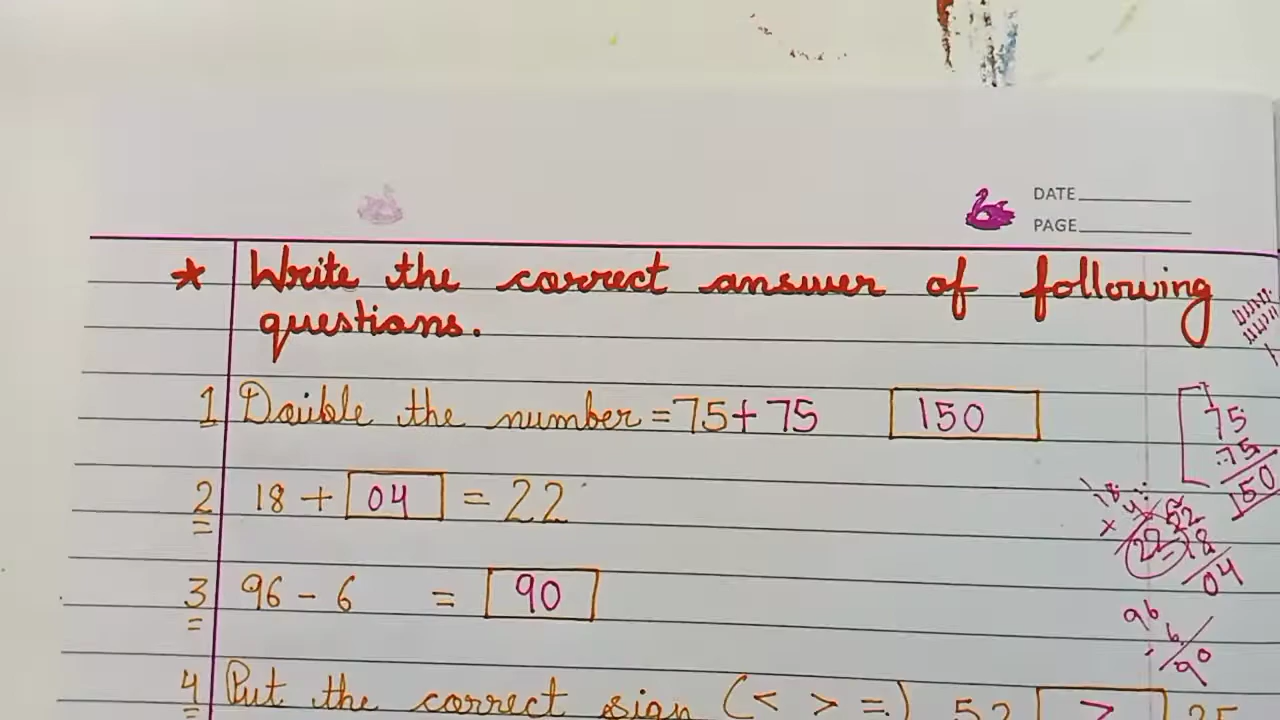 DATE
PAGE
* Write the correct answer of following
questions.
1 Double the number = 75 + 75 150
2 18 + 04 = 22
3 96 - 6 = 90
4 Put the correct sign (< > =) 52 > 25
75
75
150
18
4
22
22
18
04
96
6
90